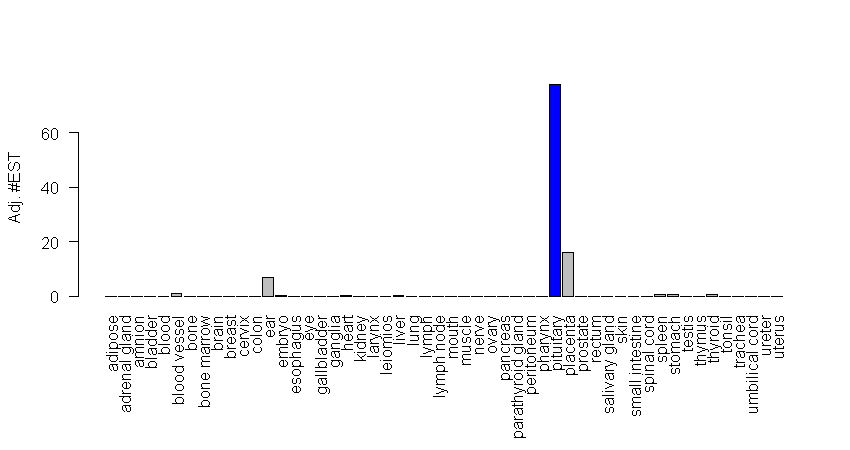 Adj. #EST
60
40
20
0
adipose
adrenal gland
amnion
bladder
blood
blood vessel
bone
bone marrow
brain
breast
cervix
colon
ear
embryo
esophagus
eye
gallbladder
ganglia
heart
kidney
larynx
leiomios
liver
lung
lymph
lymph node
mouth
muscle
nerve
ovary
pancreas
parathyroid gland
peritoneum
pharynx
pituitary
placenta
prostate
rectum
salivary gland
skin
small intestine
spinal cord
spleen
stomach
testis
thymus
thyroid
tonsil
trachea
umbilical cord
ureter
uterus